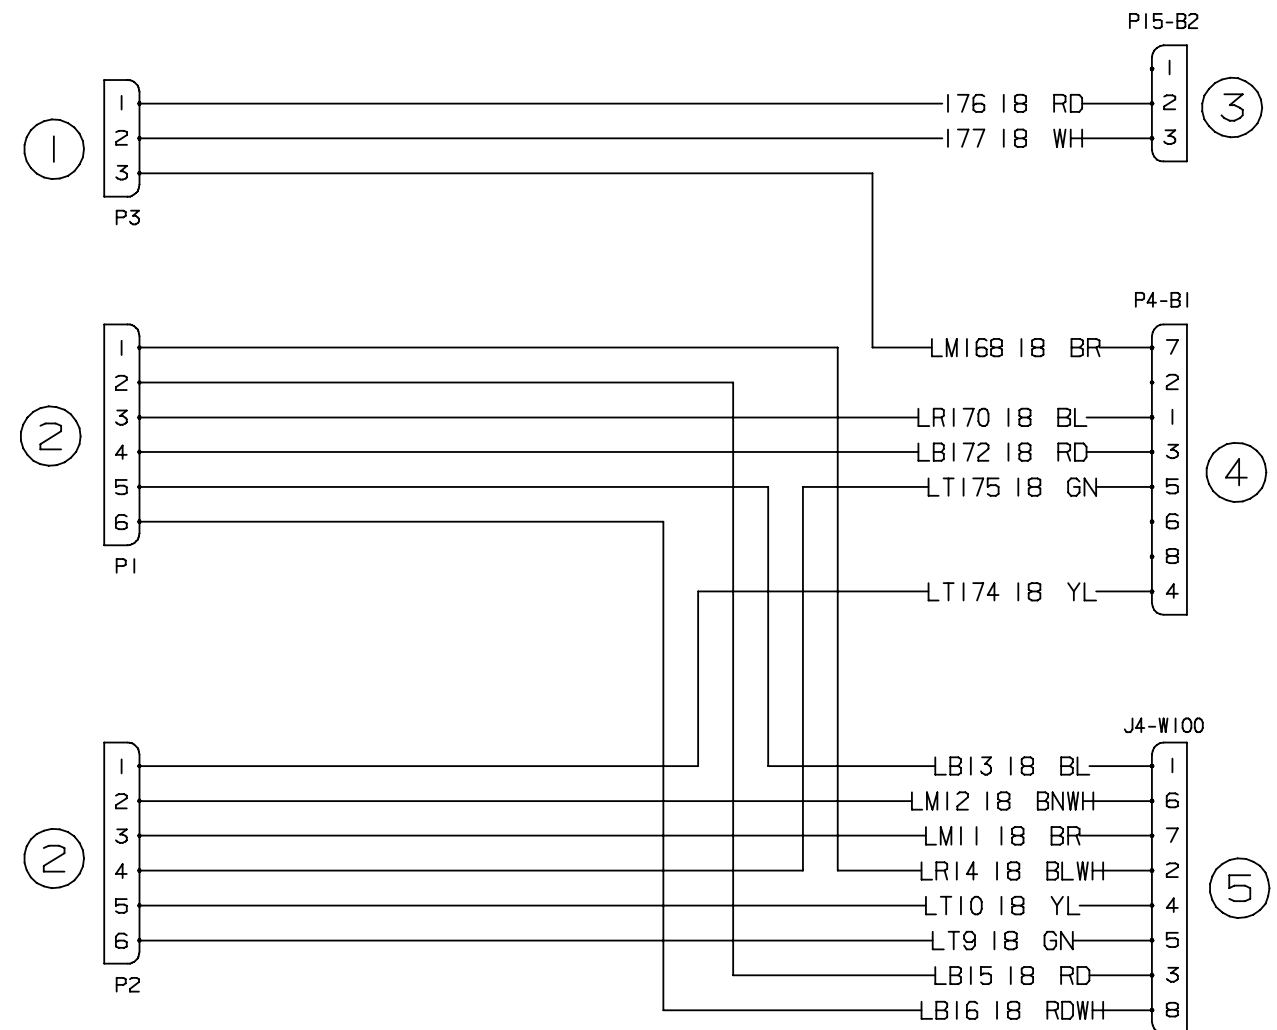 P15-B2
1
1 176 18 RD 2
1 2 177 18 WH 3 3
3
P3
P4-B1
1 LM168 18 BR 7
2 2
3 LR170 18 BL 1
2 4 LB172 18 RD 3
5 LT175 18 GN 5 4
6 6
P1 8
LT174 18 YL 4
J4-W100
1 LB13 18 BL 1
2 LM12 18 BNWH 6
3 LM11 18 BR 7
2 4 LR14 18 BLWH 2 5
5 LT10 18 YL 4
6 LT9 18 GN 5
P2 LB15 18 RD 3
LB16 18 RDWH 8